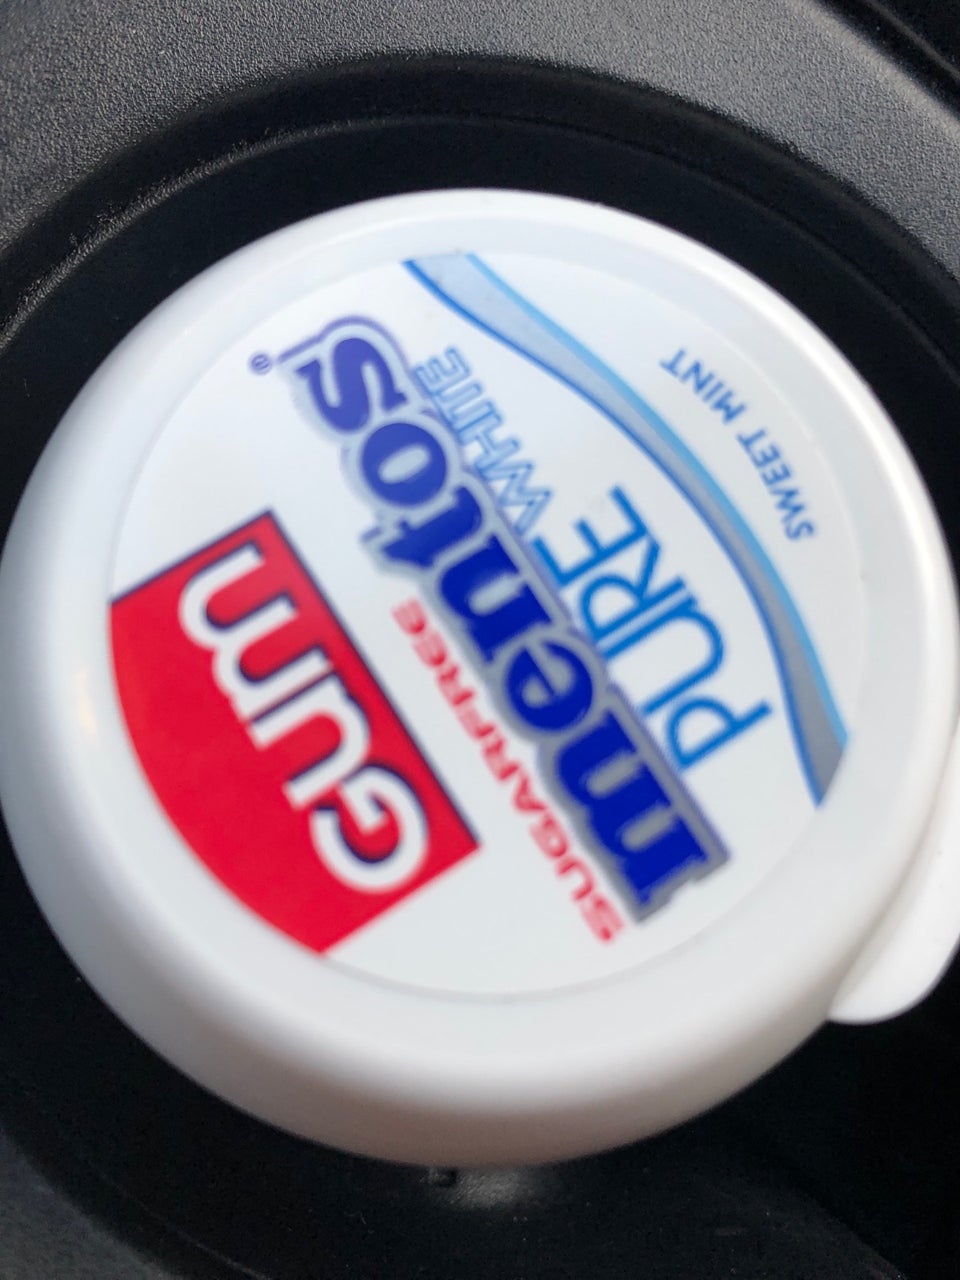 Gum
SUGARFREE
mentos®
PURE WHITE
SWEET MINT